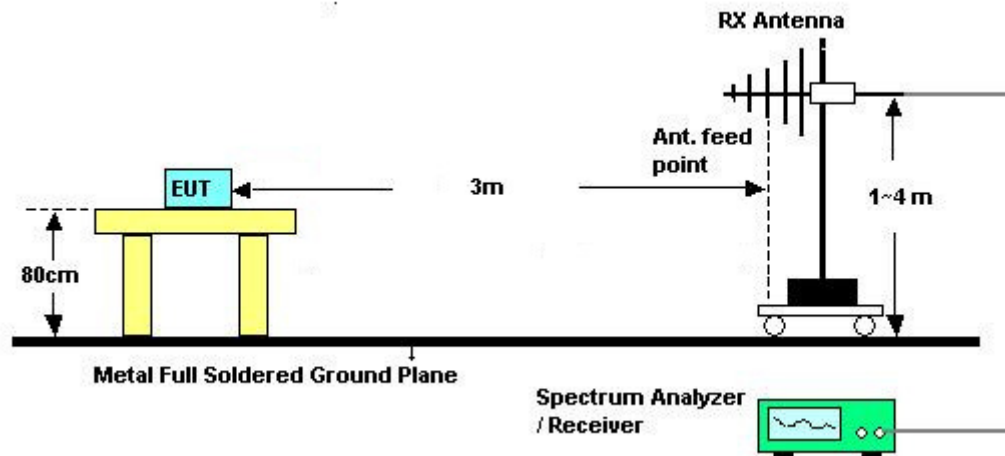 RX Antenna
Ant. feed
point
EUT
3m
1~4 m
80cm
Metal Full Soldered Ground Plane
Spectrum Analyzer
/ Receiver